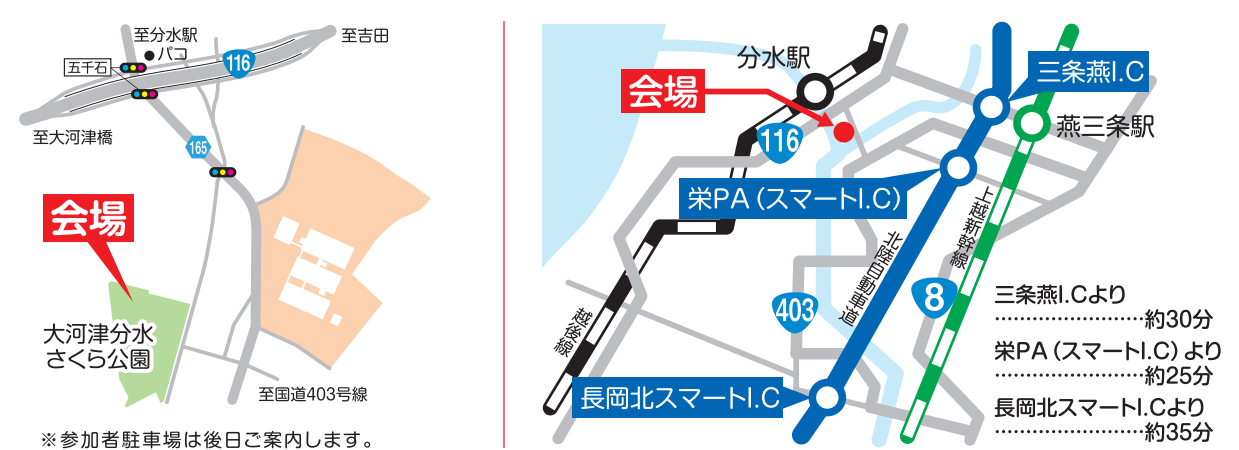 至分水駅
パコ
至吉田
116
五千石
至大河津橋
165
会場
大河津分水
さくら公園
至国道403号線
※参加者駐車場は後日ご案内します。
分水駅
会場
三条燕I.C
燕三条駅
116
栄PA(スマートI.C)
上越新幹線
北陸自動車道
8
403
越後線
長岡北スマートI.C
三条燕I.Cより
……………………約30分
栄PA(スマートI.C)より
……………………約25分
長岡北スマートI.Cより
……………………約35分